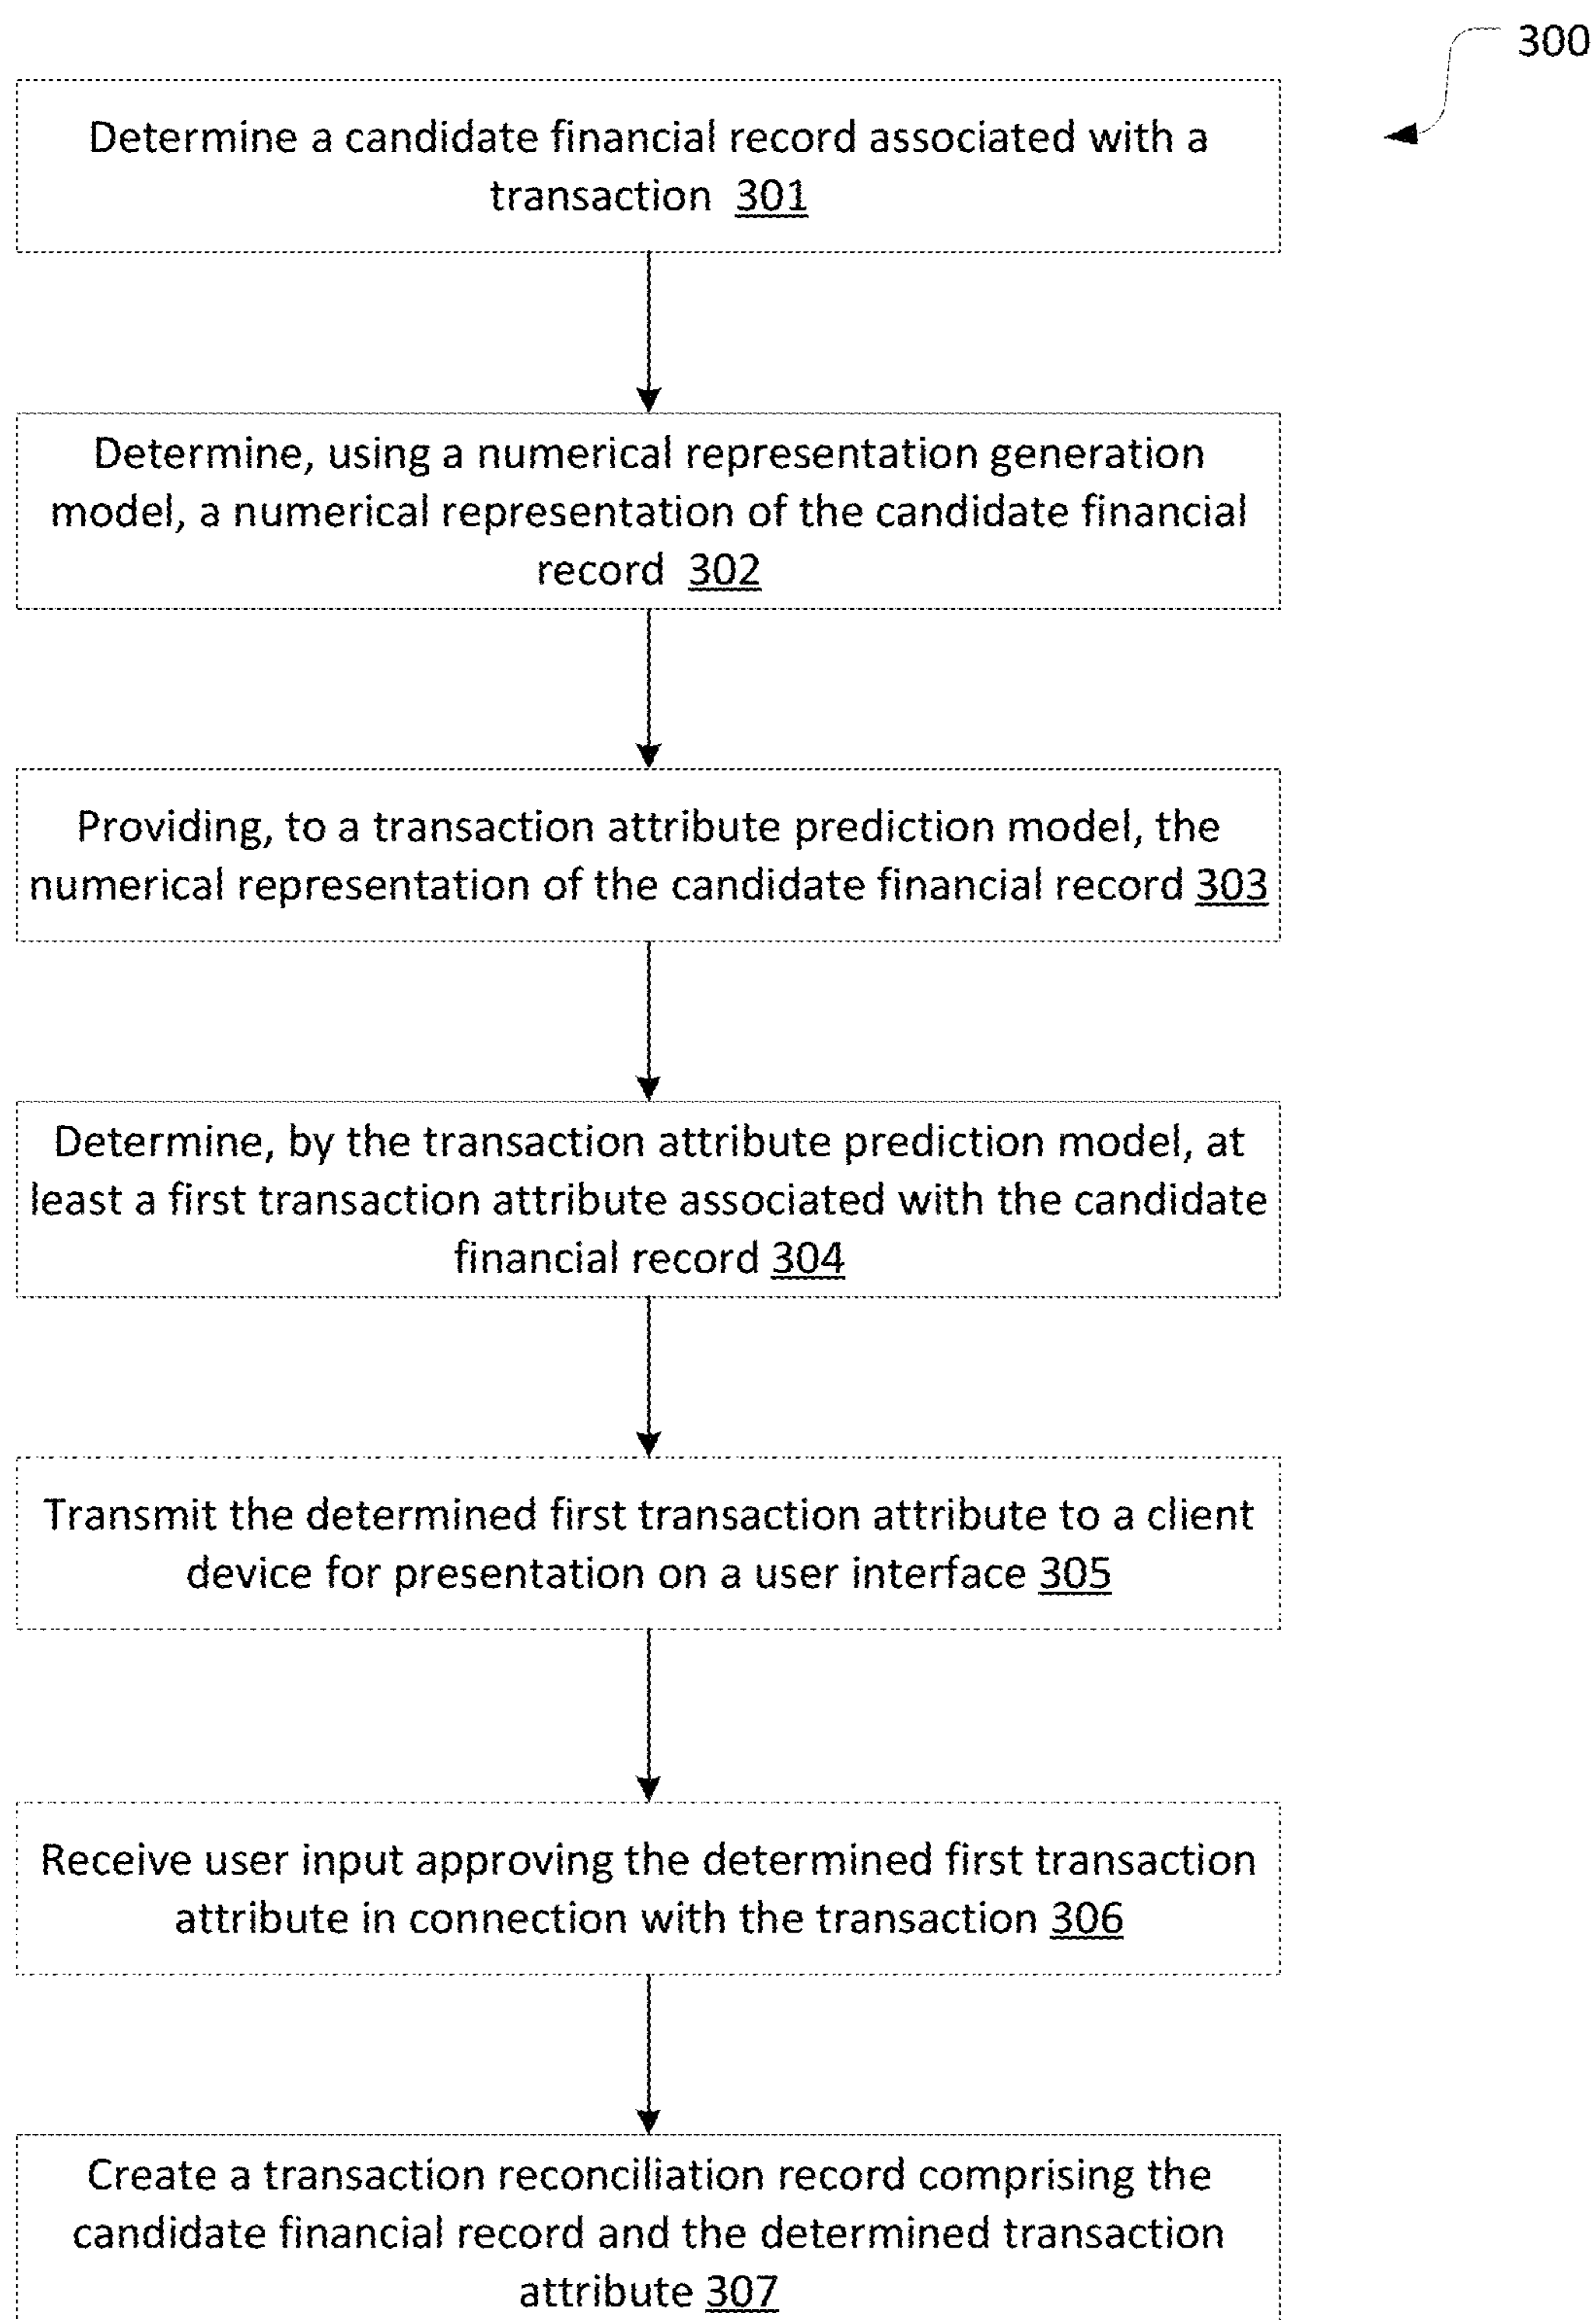 300
Determine a candidate financial record associated with a
transaction 301
Determine, using a numerical representation generation
model, a numerical representation of the candidate financial
record 302
Providing, to a transaction attribute prediction model, the
numerical representation of the candidate financial record 303
Determine, by the transaction attribute prediction model, at
least a first transaction attribute associated with the candidate
financial record 304
Transmit the determined first transaction attribute to a client
device for presentation on a user interface 305
Receive user input approving the determined first transaction
attribute in connection with the transaction 306
Create a transaction reconciliation record comprising the
candidate financial record and the determined transaction
attribute 307